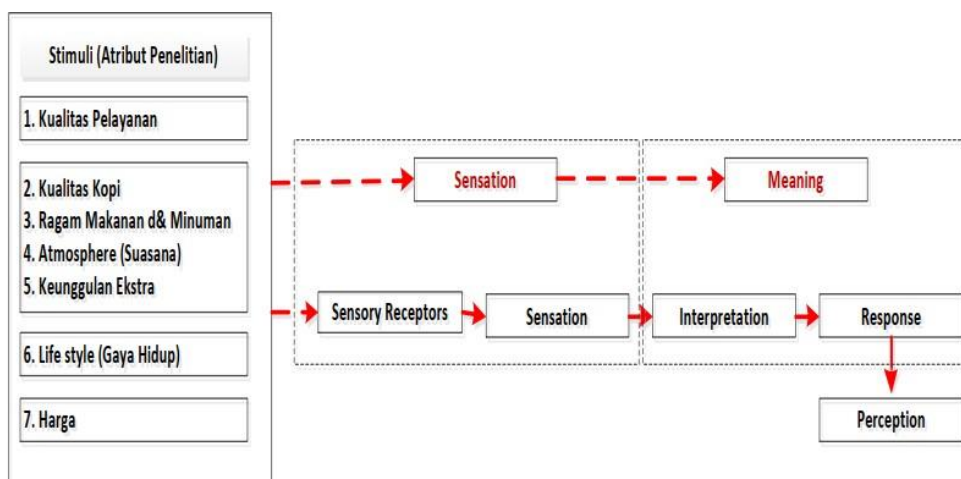 Stimuli (Atribut Penelitian)
1. Kualitas Pelayanan
2. Kualitas Kopi
3. Ragam Makanan d& Minuman
4. Atmosphere (Suasana)
5. Keunggulan Ekstra
6. Life style (Gaya Hidup)
7. Harga
Sensation
Meaning
Sensory Receptors
Sensation
Interpretation
Response
Perception